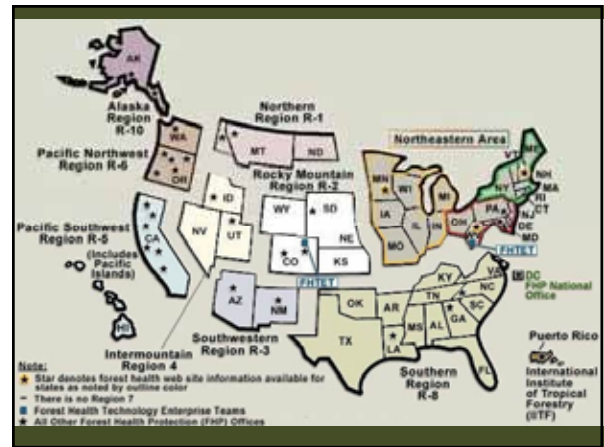 AK
Alaska
Region
R-10
Northern
Region R-1
WA
OR
Pacific Northwest
Region R-6
MT
ND
Rocky Mountain
Region R-2
ID
WY
SD
NE
NV
UT
CO
KS
FHTET
Pacific Southwest
Region R-5
(Includes
Pacific
Islands)
CA
HI
AZ
NM
Southwestern
Region R-3
Intermountain
Region 4
Northeastern Area
MN
WI
MI
IA
IL
IN
MO
OH
PA
NY
VT
ME
NH
MA
RI
CT
NJ
DE
MD
FHTET
KY
VA
TN
NC
SC
OK
AR
TX
LA
MS
AL
GA
FL
Southern
Region
R-8
DC
FHP National
Office
Puerto Rico
International
Institute
of Tropical
Forestry
(IITF)
Note:
Star denotes forest health web site information available for
states as noted by outline color
There is no Region 7
Forest Health Technology Enterprise Teams
All Other Forest Health Protection (FHP) Offices